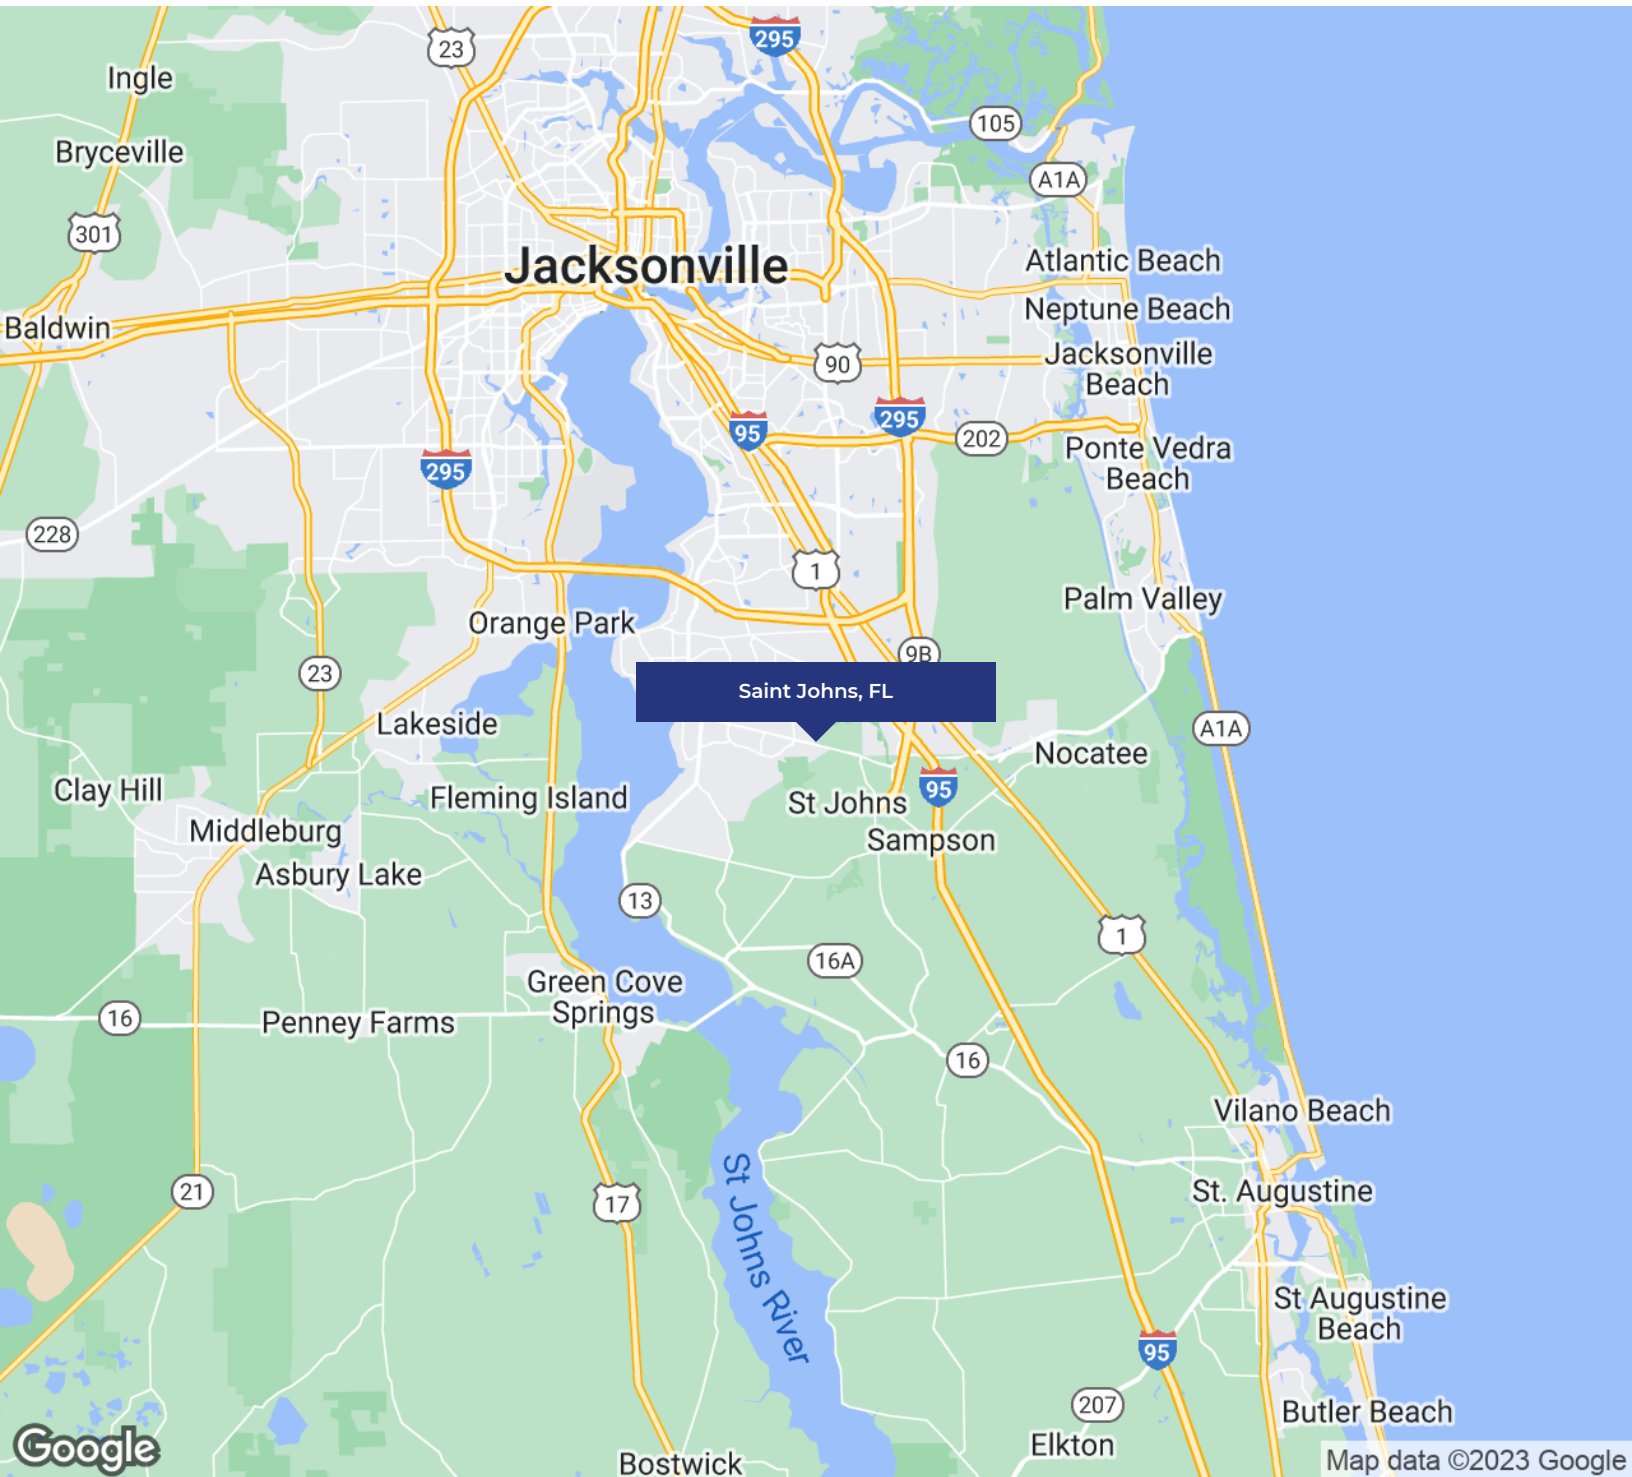 23
295
Ingle
105
Bryceville
A1A
301
Jacksonville
Atlantic Beach
Neptune Beach
Baldwin
90
Jacksonville
Beach
295
95
202
Ponte Vedra
Beach
295
228
1
Palm Valley
Orange Park
9B
23
Saint Johns, FL
Lakeside
A1A
Nocatee
Clay Hill
95
Fleming Island
St Johns
Middleburg
Sampson
Asbury Lake
13
1
16A
Green Cove
Springs
16
Penney Farms
16
Vilano Beach
21
St. Augustine
17
St Johns River
St Augustine
Beach
95
207
Butler Beach
Elkton
Google
Bostwick
Map data ©2023 Google